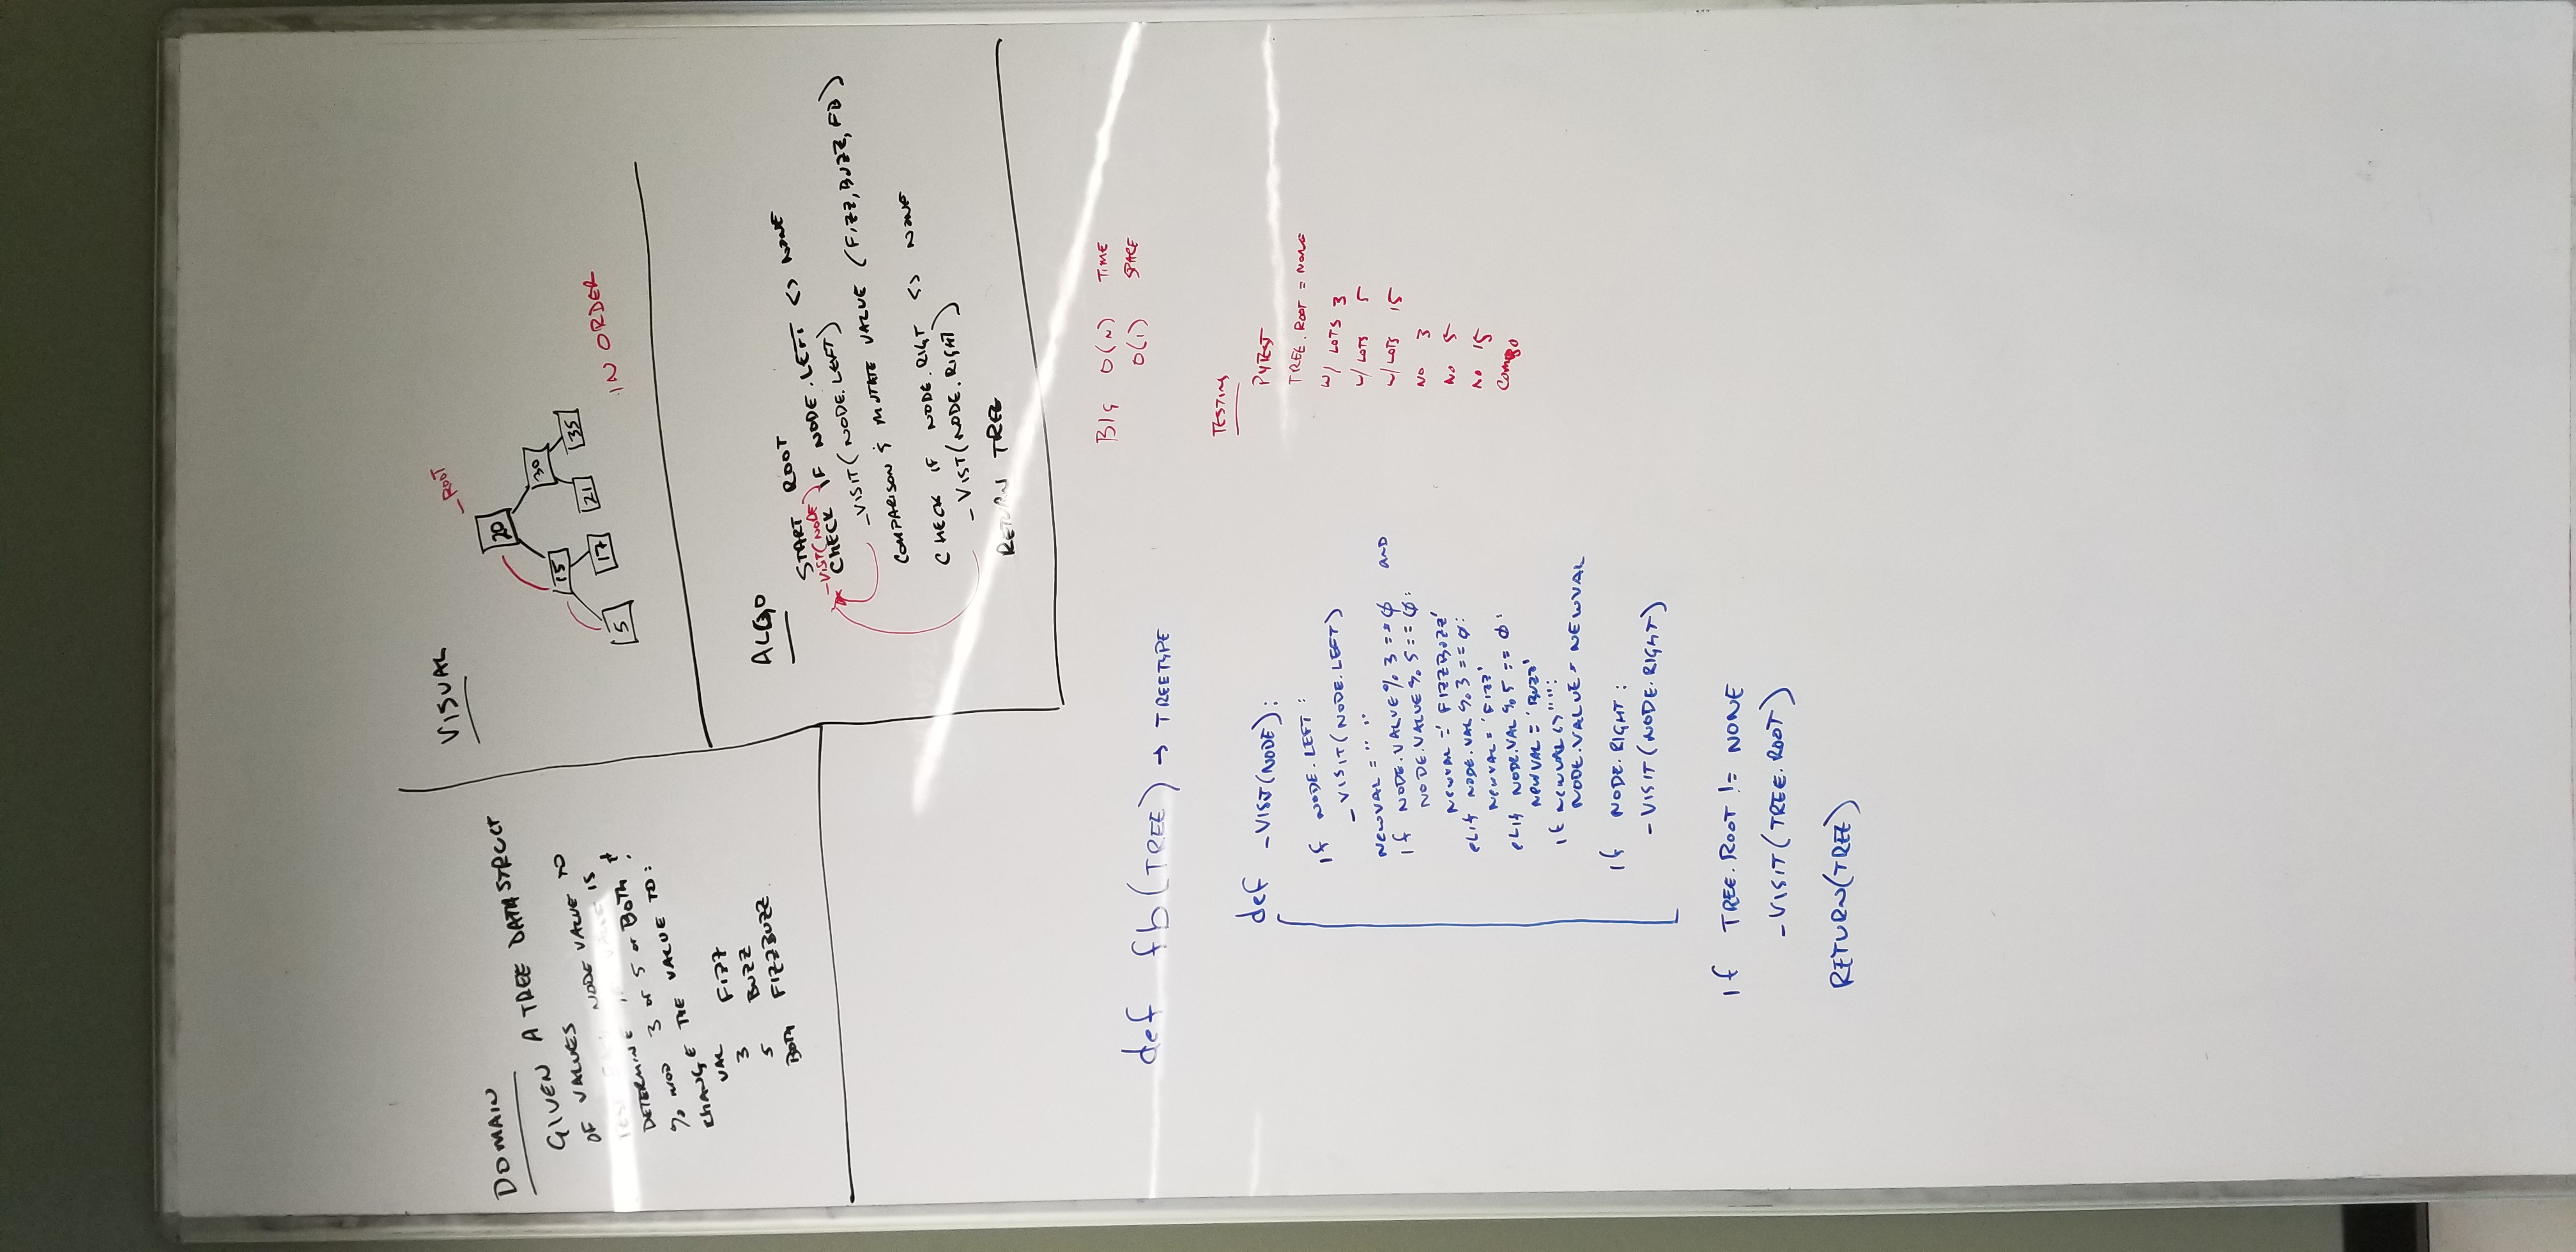 DOMAIN
GIVEN A TREE DATA STRUCT
OF VALUES
NODE VALUE TO
DETERMINE IF VALUE IS
% MOD 3 or 5 or BOTH &
CHANGE THE VALUE TO:
VAL
3 FIZZ
5 BUZZ
BOTH FIZZBUZZ
VISUAL
_ROOT
20
15
30
5
17
21
35
IN ORDER
ALGO
START ROOT
-VIST(NODE)
CHECK IF NODE.LEFT <> NONE
_VISIT(NODE.LEFT)
COMPARISON & MUTATE VALUE (FIZZ, BUZZ, FB)
CHECK IF NODE.RIGT <> NONE
_VIST(NODE.RIGHT)
RETURN TREE
BIG O(N) TIME
O(1) SPACE
def fb(TREE) → TREETYPE
def _VISIT(NODE):
if NODE.LEFT:
_VISIT(NODE.LEFT)
NEWVAL = " "
if NODE.VALUE % 3 == 0 AND
NODE.VALUE % 5 == 0:
NEWVAL = 'FIZZBUZZ'
eLif NODE.VAL % 3 == 0:
NEWVAL = 'FIZZ'
eLif NODE.VAL % 5 == 0:
NEWVAL = 'BUZZ'
if NEWVAL <> "":
NODE.VALUE = NEWVAL
if NODE.RIGHT:
-VISIT(NODE.RIGHT)
if TREE.ROOT != NONE
-VISIT(TREE.ROOT)
RETURN(TREE)
TESTING
PYTEST
TREE.ROOT = NONE
W/ LOTS 3
W/ LOTS 5
W/ LOTS 15
NO 3
NO 5
NO 15
COMBO